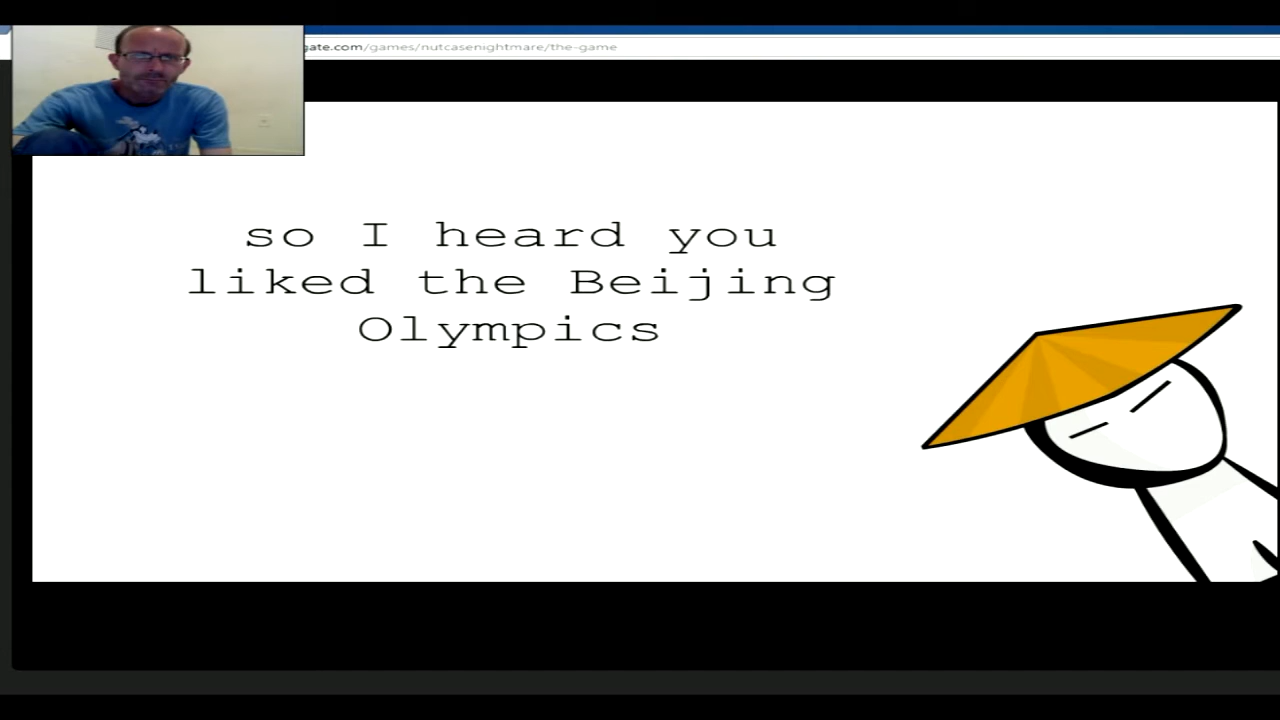 gate.com/games/nutcasenightmare/the-game
so I heard you
liked the Beijing
Olympics